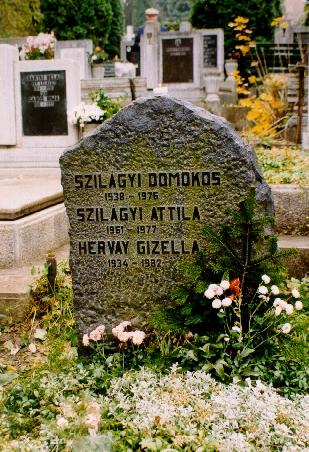 SZILÁGYI DOMOKOS
1938 - 1976
SZILÁGYI ATTILA
1961 - 1977
HERVAY GIZELLA
1934 - 1982